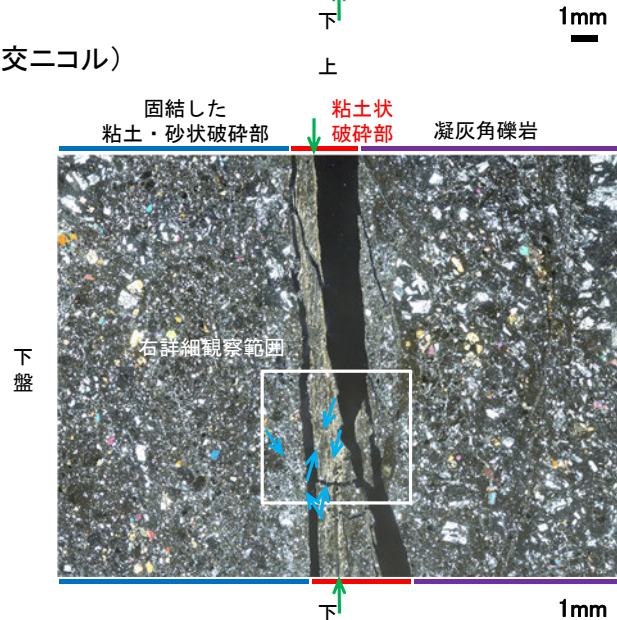 下
1mm
交ニコル）
上
固結した
粘土・砂状破砕部
粘土状
破砕部
凝灰角礫岩
右詳細観察範囲
下
盤
下
1mm